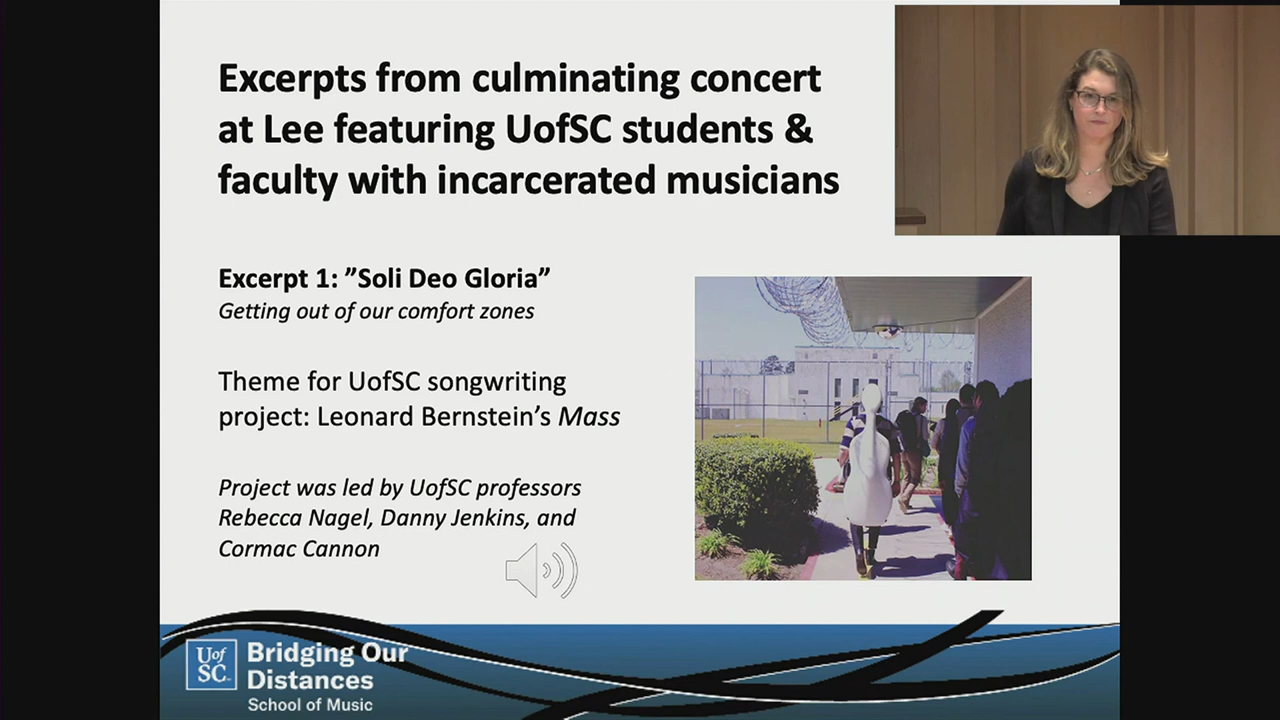 Excerpts from culminating concert
at Lee featuring UofSC students &
faculty with incarcerated musicians
Excerpt 1: ”Soli Deo Gloria”
Getting out of our comfort zones
Theme for UofSC songwriting
project: Leonard Bernstein’s Mass
Project was led by UofSC professors
Rebecca Nagel, Danny Jenkins, and
Cormac Cannon
UofSC
Bridging Our
Distances
School of Music